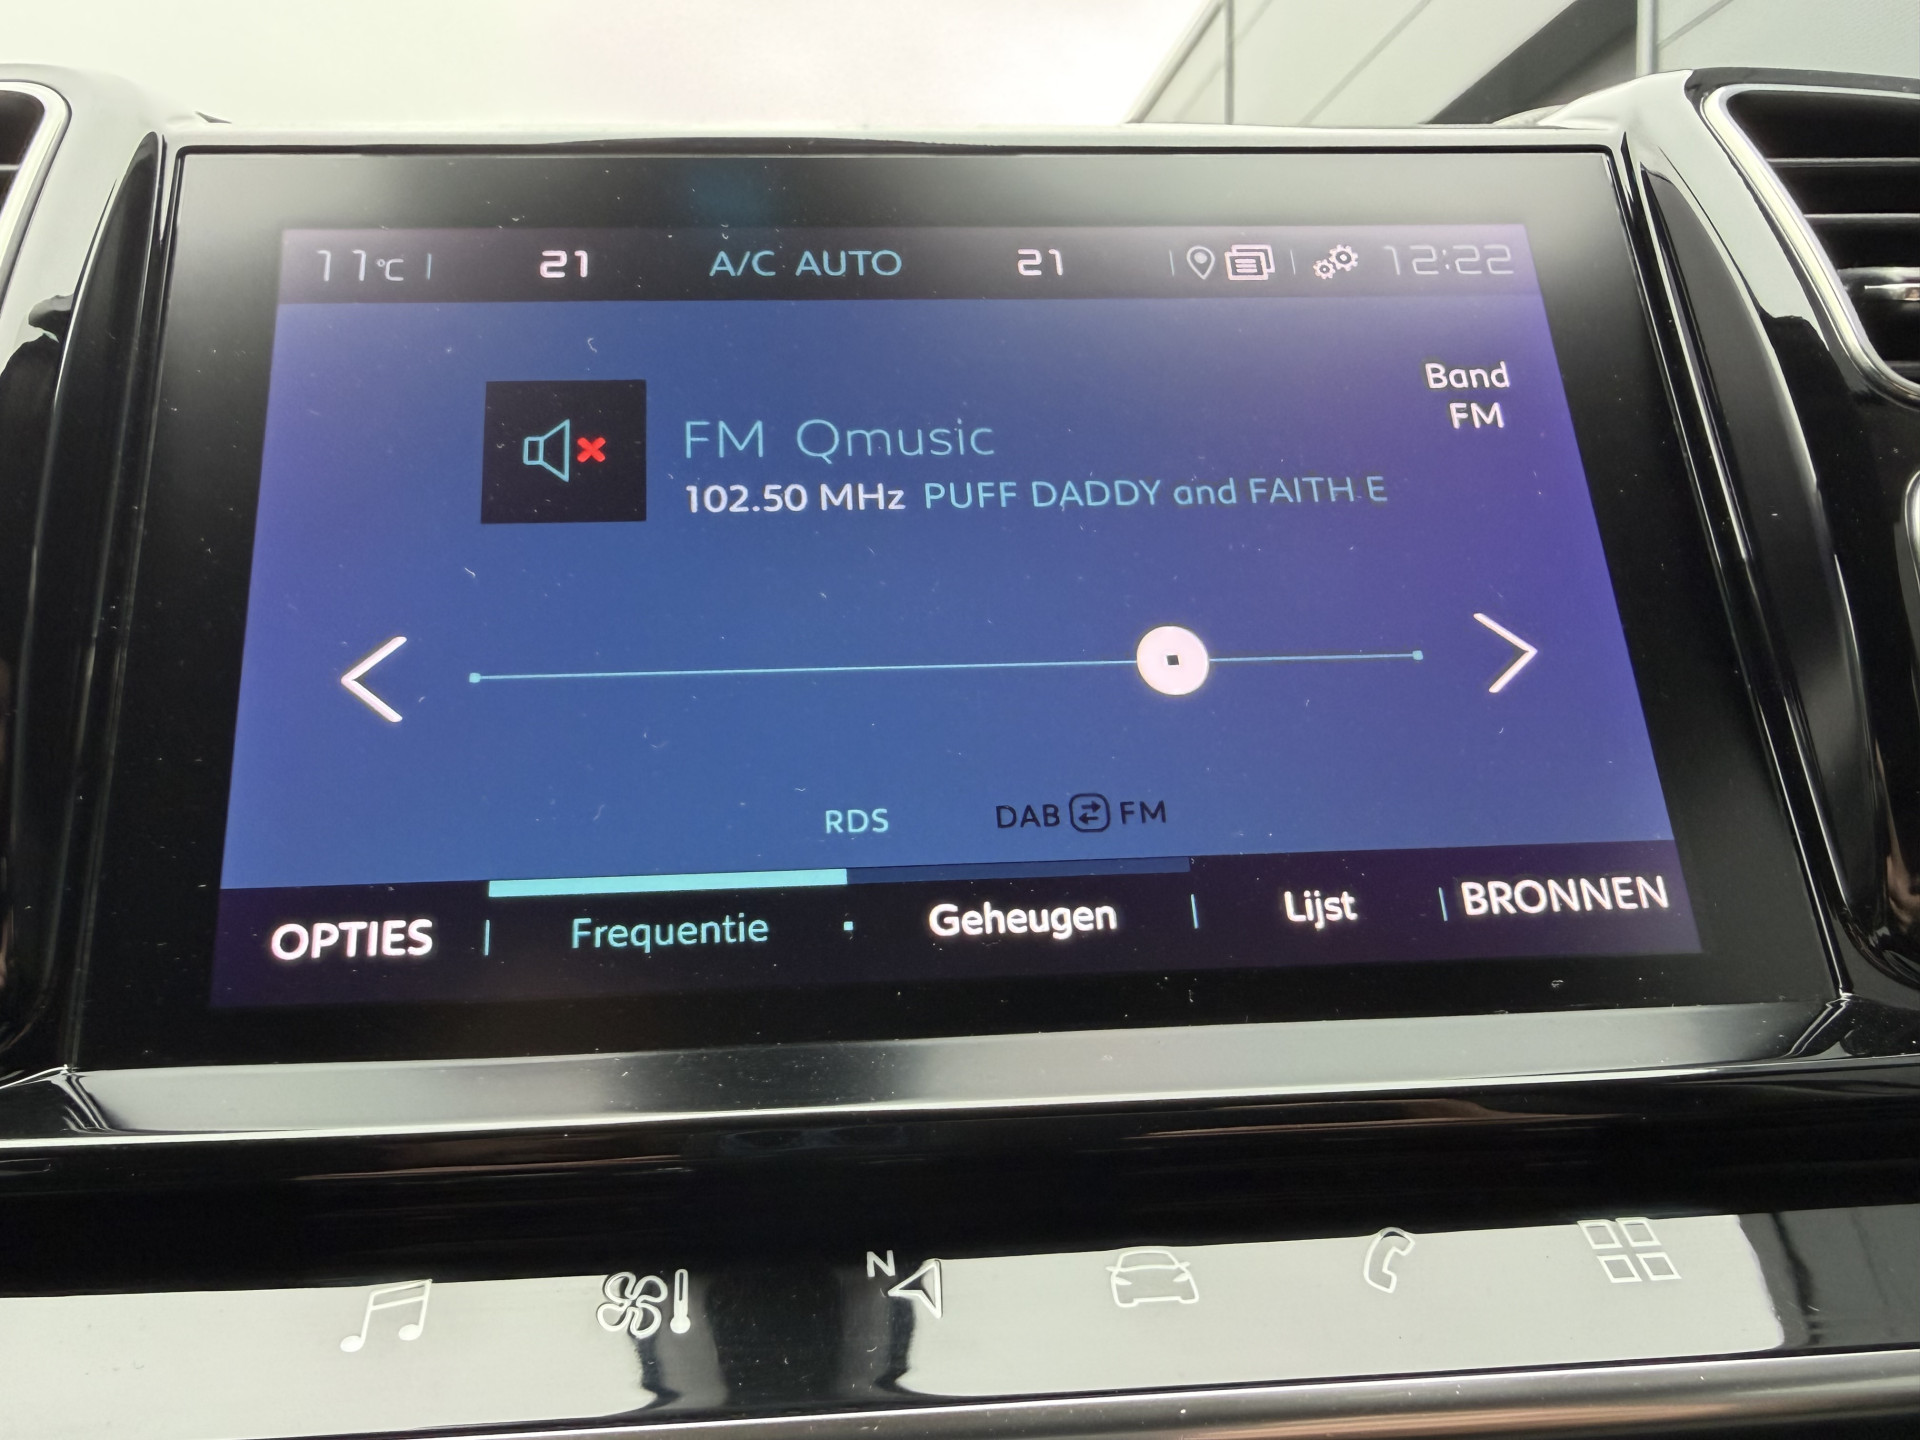 11°C 21 A/C AUTO 21 12:22
Band
FM
FM Qmusic
102.50 MHz PUFF DADDY and FAITH E
RDS DAB FM
OPTIES Frequentie Geheugen Lijst BRONNEN
N